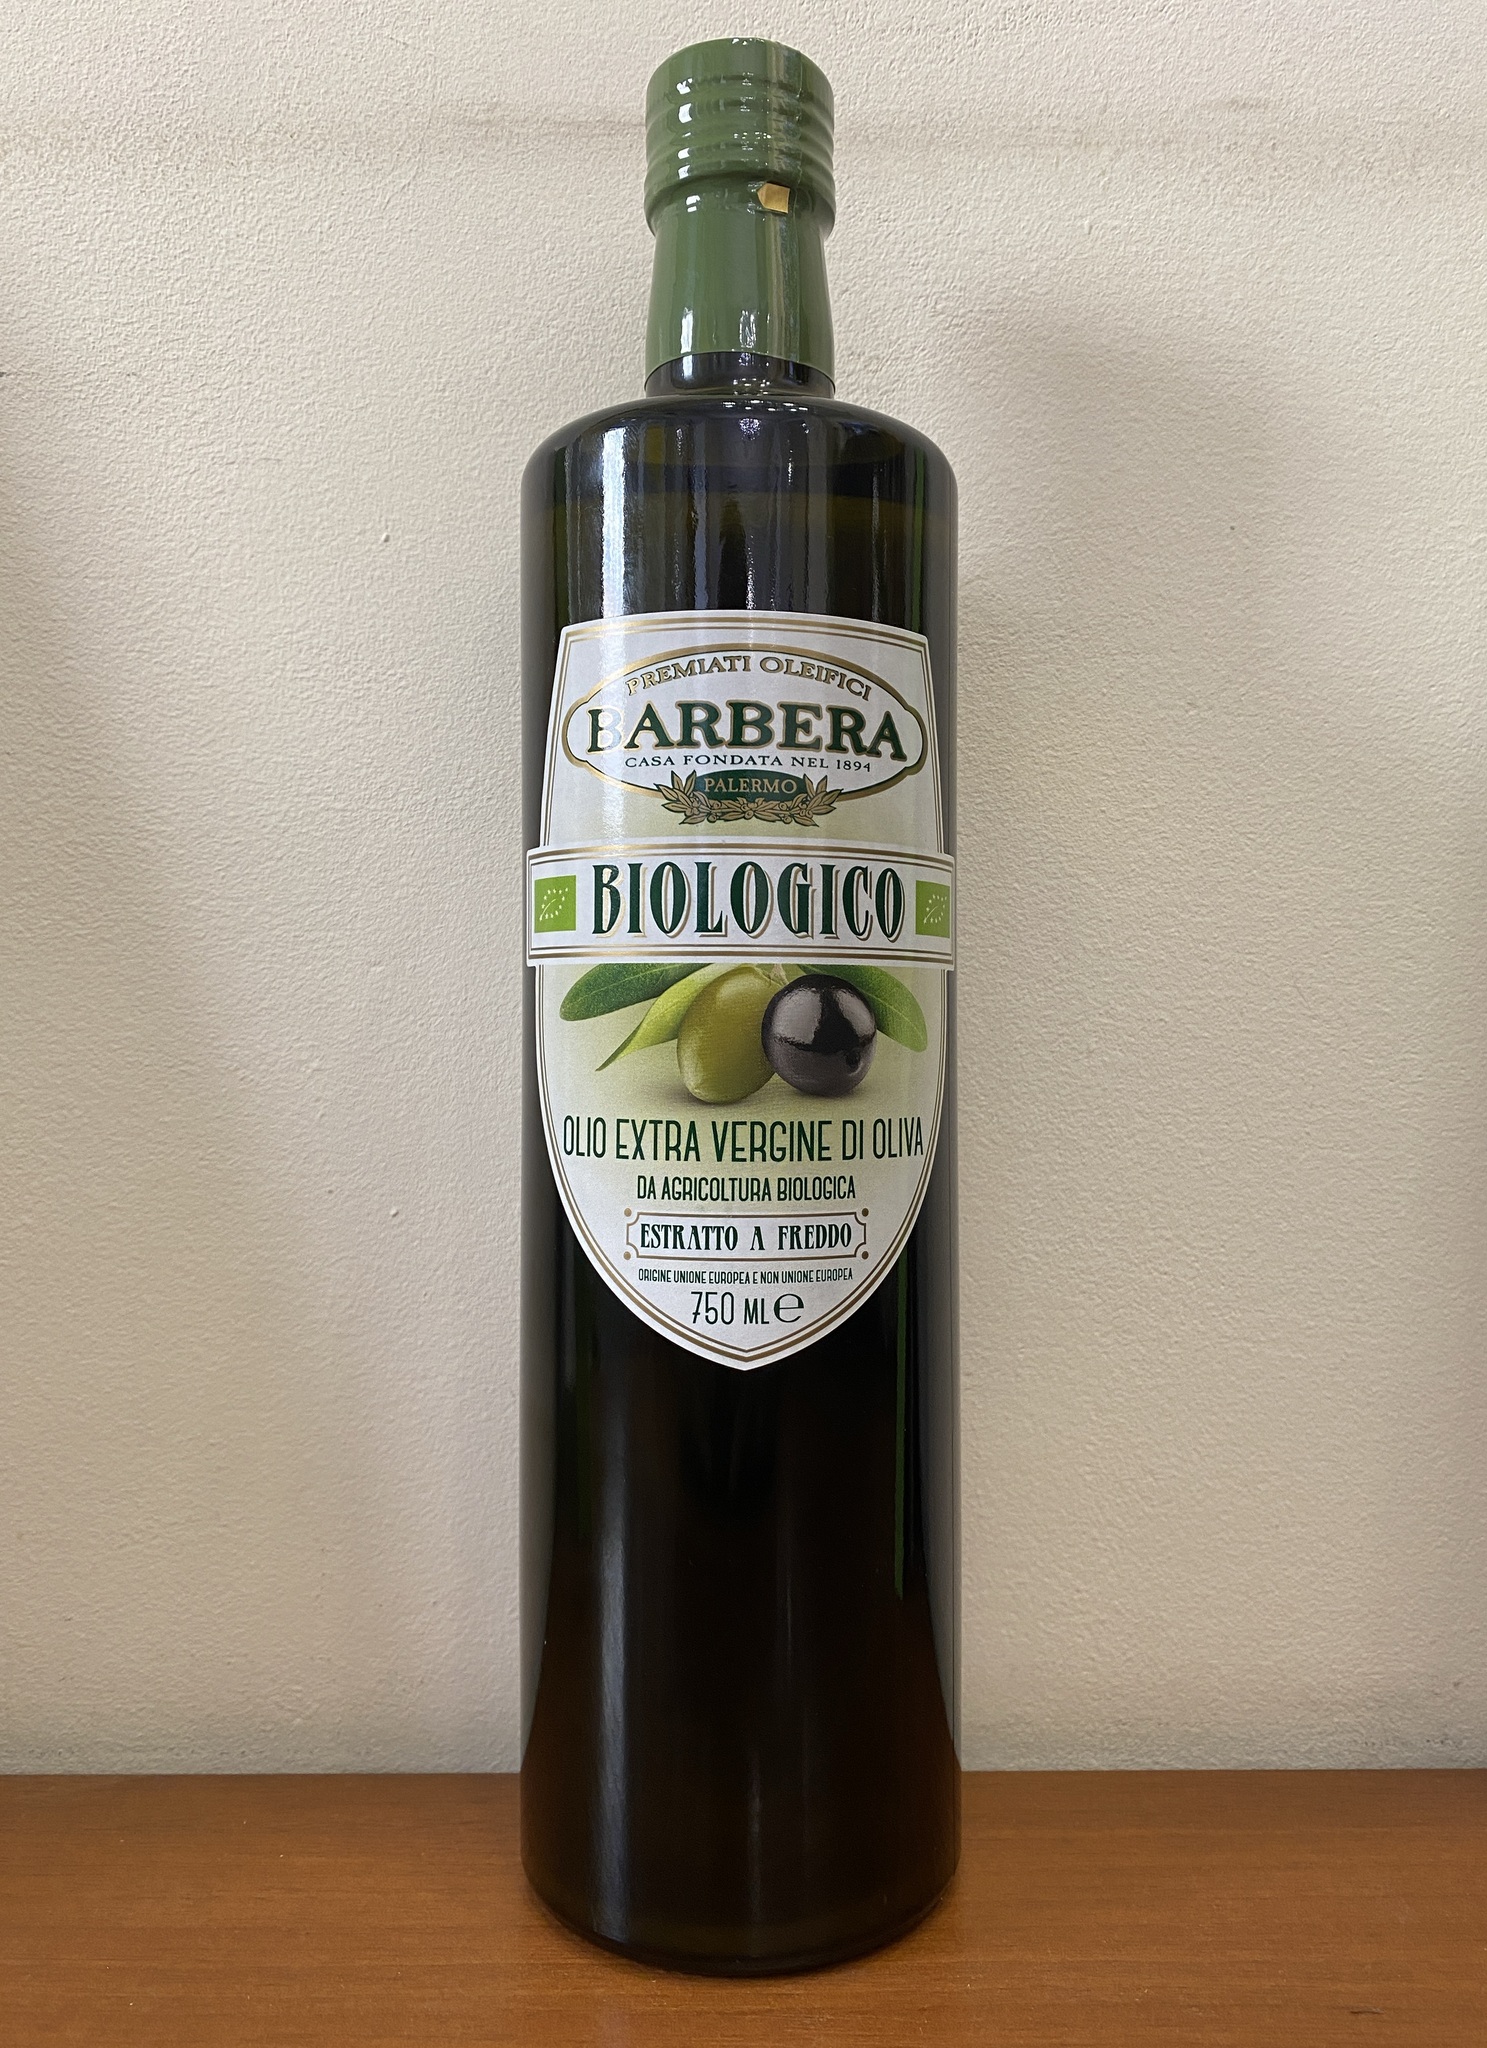 PREMIATI OLEIFICI
BARBERA
CASA FONDATA NEL 1894
PALERMO
BIOLOGICO
OLIO EXTRA VERGINE DI OLIVA
DA AGRICOLTURA BIOLOGICA
ESTRATTO A FREDDO
ORIGINE UNIONE EUROPEA E NON UNIONE EUROPEA
750 ML ℮